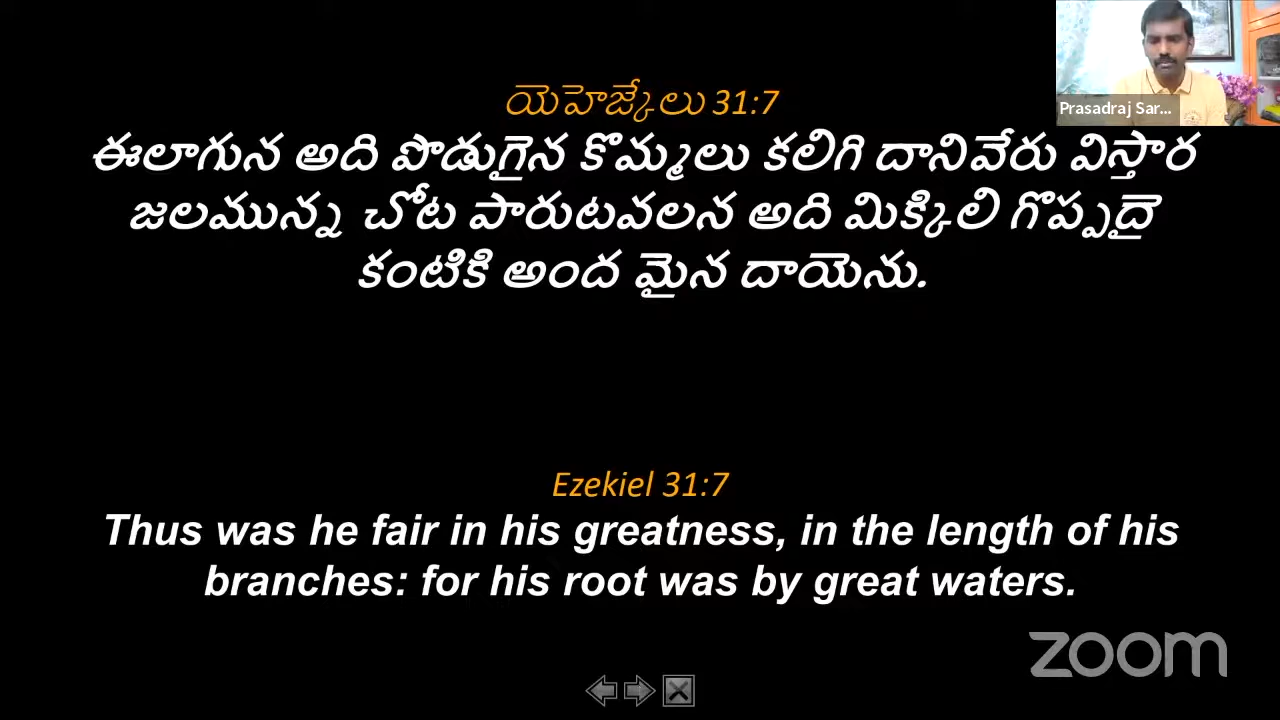 Prasadraj Sar...
యెహెజ్కేలు 31:7
ఈలాగున అది పొడుగైన కొమ్మలు కలిగి దానివేరు విస్తార
జలమున్న చోట పారుటవలన అది మిక్కిలి గొప్పదై
కంటికి అంద మైన దాయెను.
Ezekiel 31:7
Thus was he fair in his greatness, in the length of his
branches: for his root was by great waters.
zoom